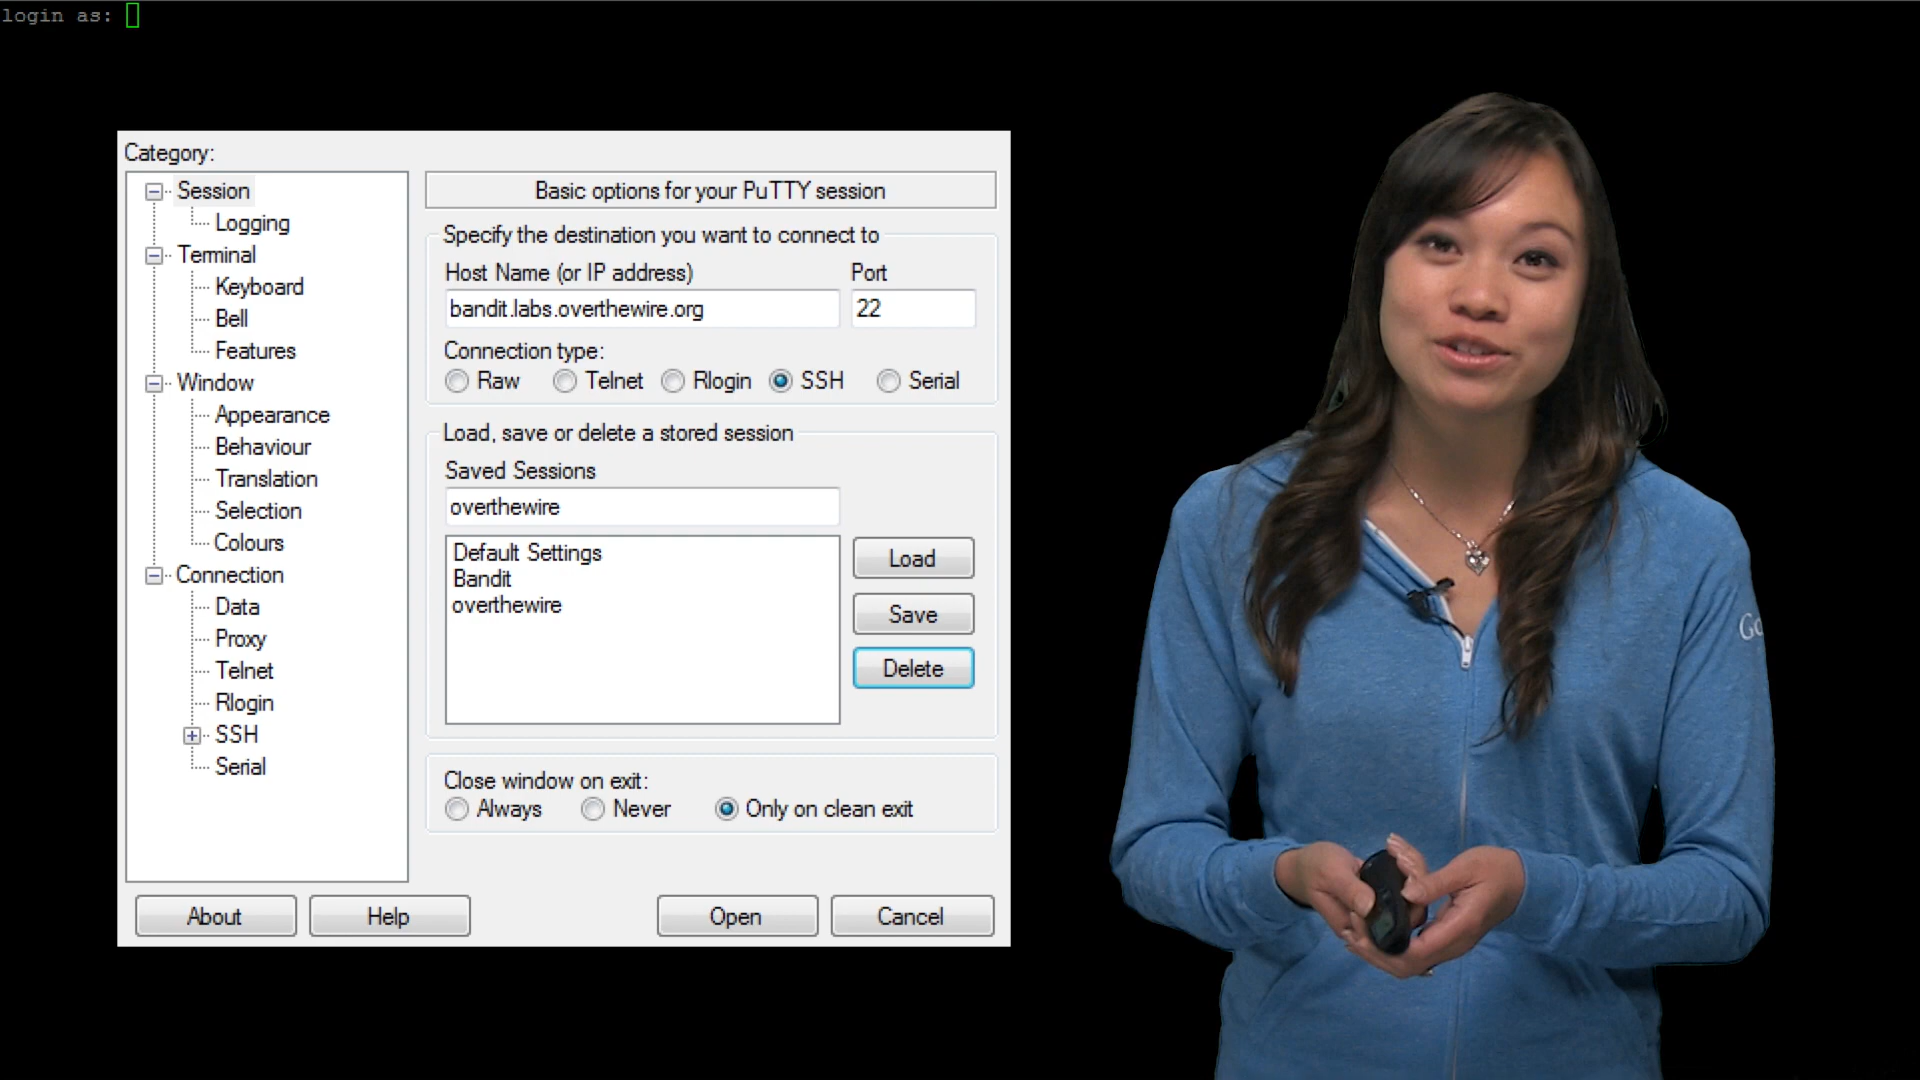 login as:
Category:
Session
Logging
Terminal
Keyboard
Bell
Features
Window
Appearance
Behaviour
Translation
Selection
Colours
Connection
Data
Proxy
Telnet
Rlogin
SSH
Serial
Basic options for your PuTTY session
Specify the destination you want to connect to
Host Name (or IP address) Port
bandit.labs.overthewire.org 22
Connection type:
Raw Telnet Rlogin SSH Serial
Load, save or delete a stored session
Saved Sessions
overthewire
Default Settings
Bandit
overthewire
Load
Save
Delete
Close window on exit:
Always Never Only on clean exit
About Help Open Cancel